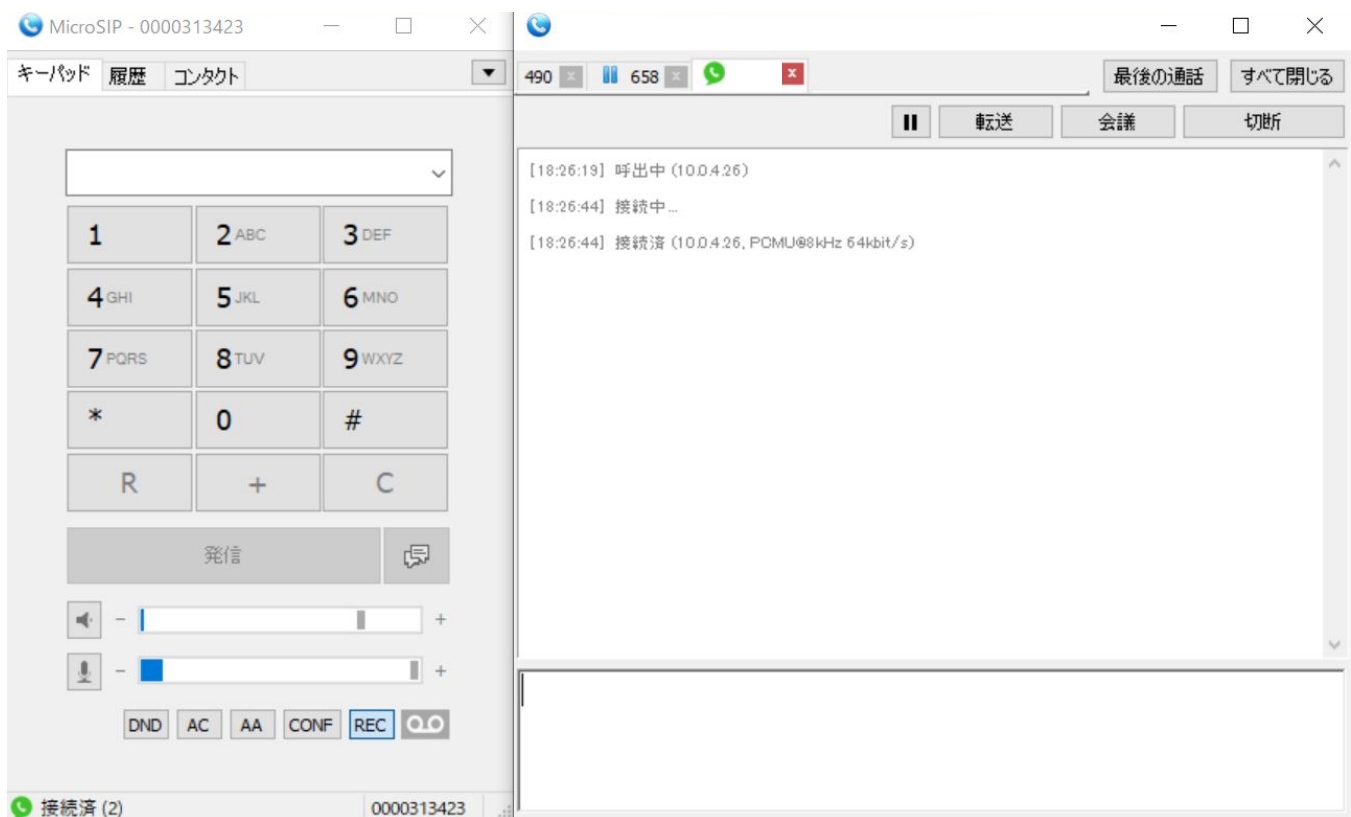 MicroSIP - 0000313423
キーパッド 履歴 コンタクト
1
2 ABC
3 DEF
4 GHI
5 JKL
6 MNO
7 PQRS
8 TUV
9 WXYZ
*
0
#
R
+
C
発信
- +
- +
DND AC AA CONF REC
接続済 (2) 0000313423
490 658 最後の通話 すべて閉じる
転送 会議 切断
[18:26:19] 呼出中 (10.0.4.26)
[18:26:44] 接続中...
[18:26:44] 接続済 (10.0.4.26, PCMU@8kHz 64kbit/s)